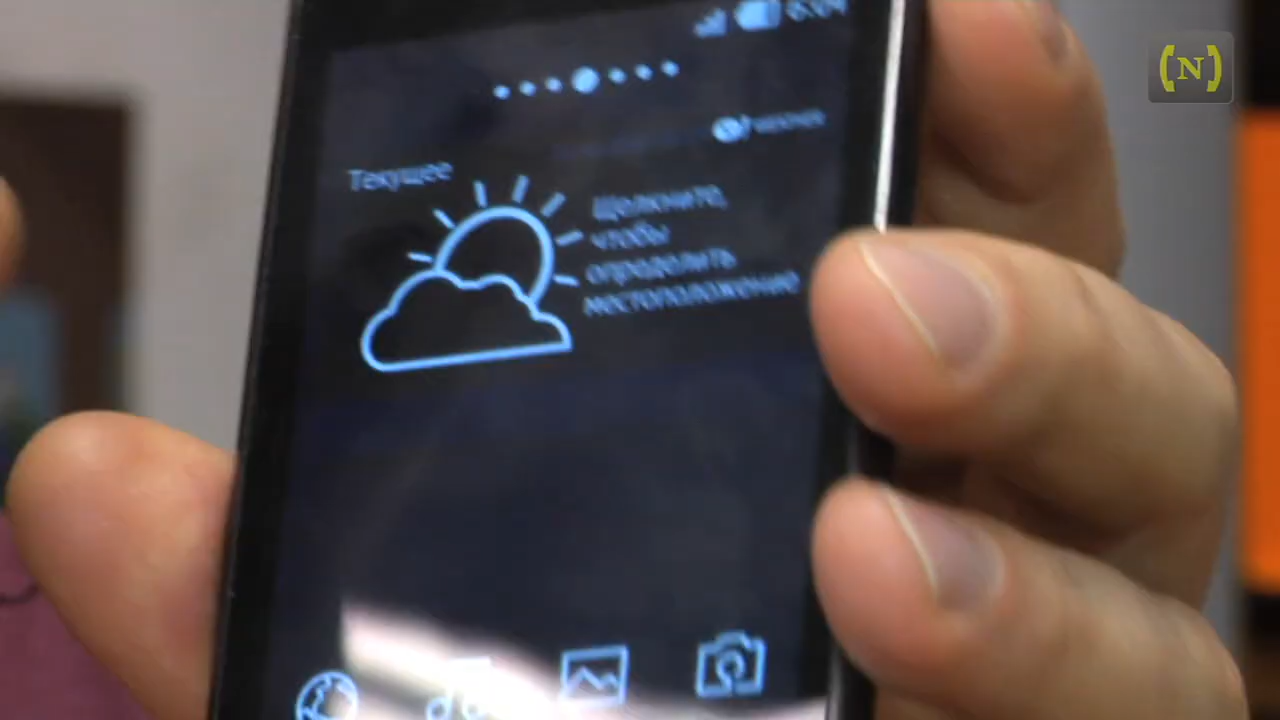 (N)
Текущее
Щелкните,
чтобы
определить
местоположение